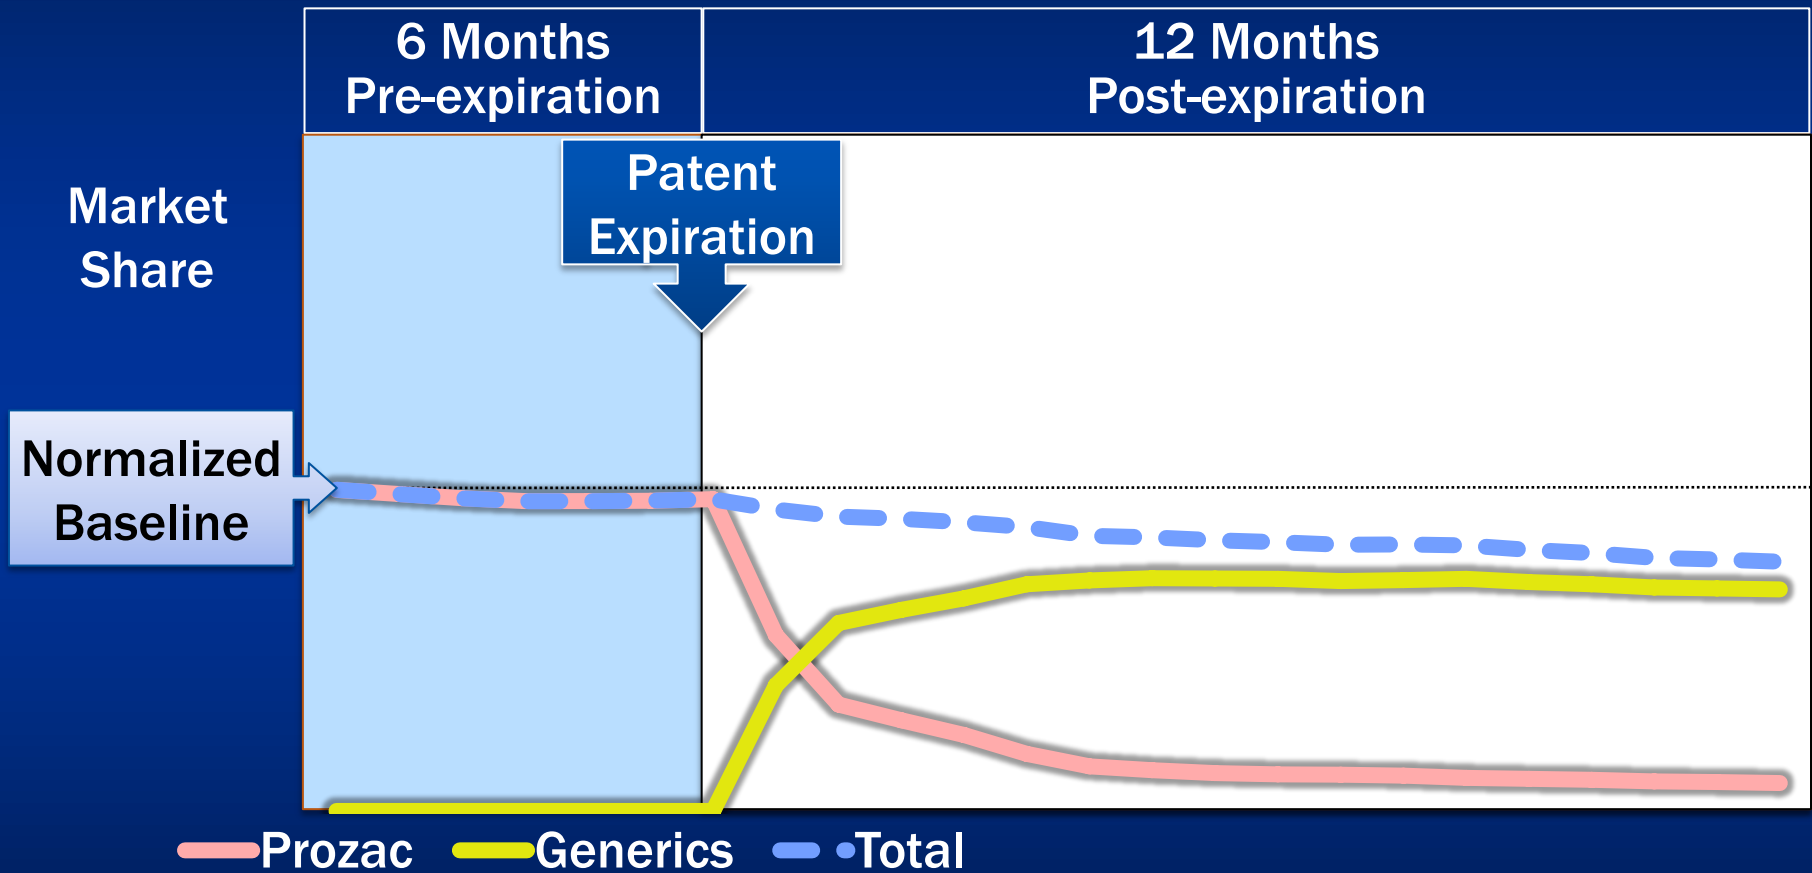 6 Months
Pre-expiration
12 Months
Post-expiration
Patent
Expiration
Market
Share
Normalized
Baseline
Prozac
Generics
Total